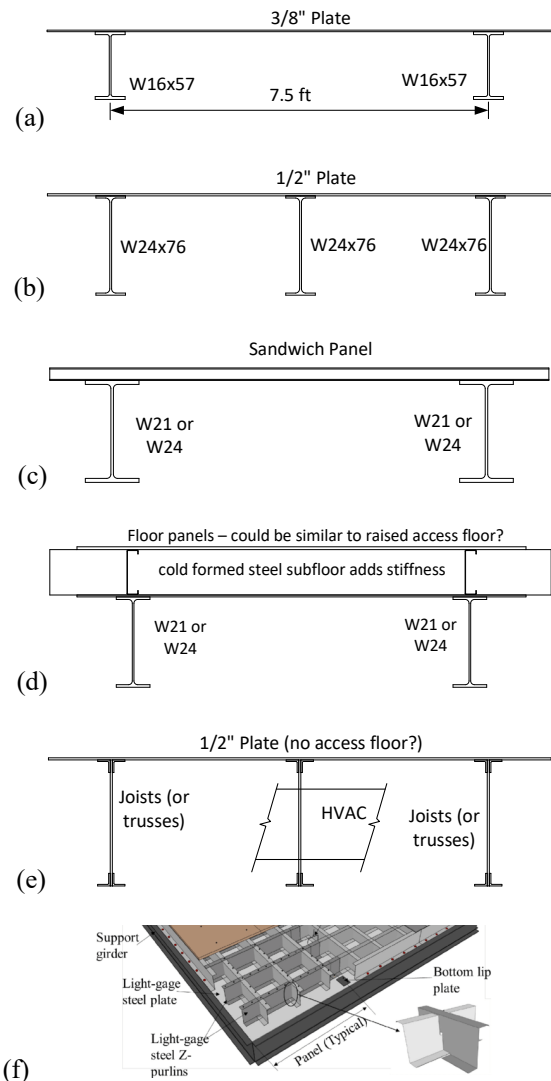 3/8" Plate
W16x57
W16x57
7.5 ft
(a)
1/2" Plate
W24x76
W24x76
W24x76
(b)
Sandwich Panel
W21 or
W24
W21 or
W24
(c)
Floor panels – could be similar to raised access floor?
cold formed steel subfloor adds stiffness
W21 or
W24
W21 or
W24
(d)
1/2" Plate (no access floor?)
Joists (or
trusses)
HVAC
Joists (or
trusses)
(e)
Support
girder
Light-gage
steel plate
Light-gage
steel Z-
purlins
Panel (Typical)
Bottom lip
plate
(f)